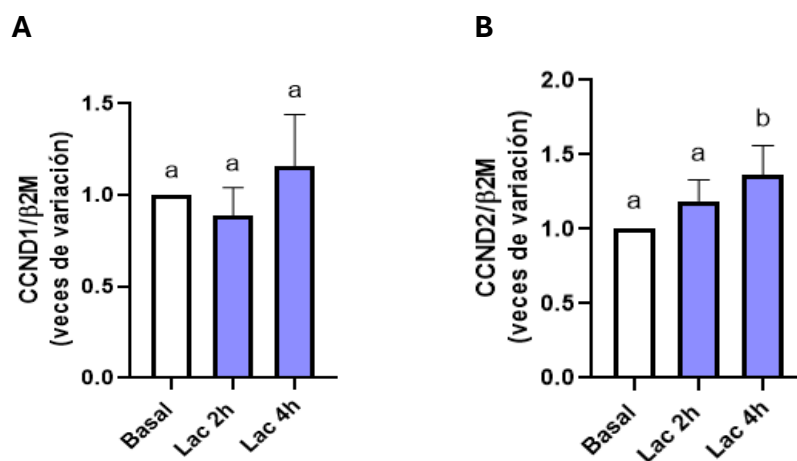 A
CCND1/β2M
(veces de variación)
1.5
1.0
0.5
0.0
a
a
a
Basal
Lac 2h
Lac 4h
B
CCND2/β2M
(veces de variación)
2.0
1.5
1.0
0.5
0.0
a
a
b
Basal
Lac 2h
Lac 4h